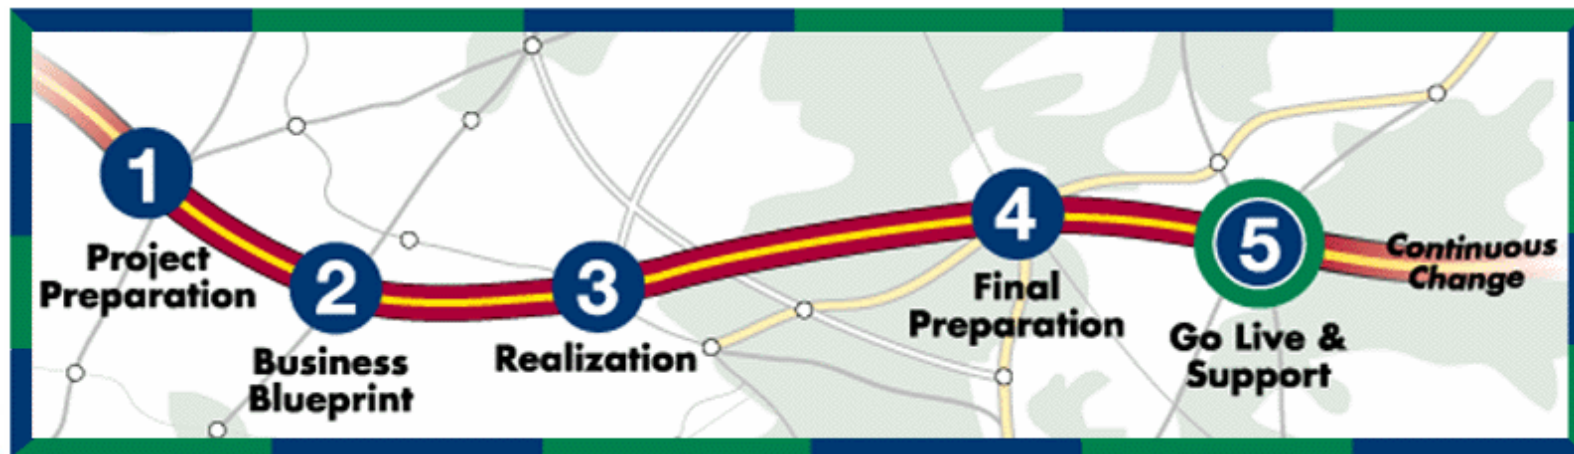 1
Project
Preparation
2
Business
Blueprint
3
Realization
4
Final
Preparation
5
Go Live &
Support
Continuous
Change